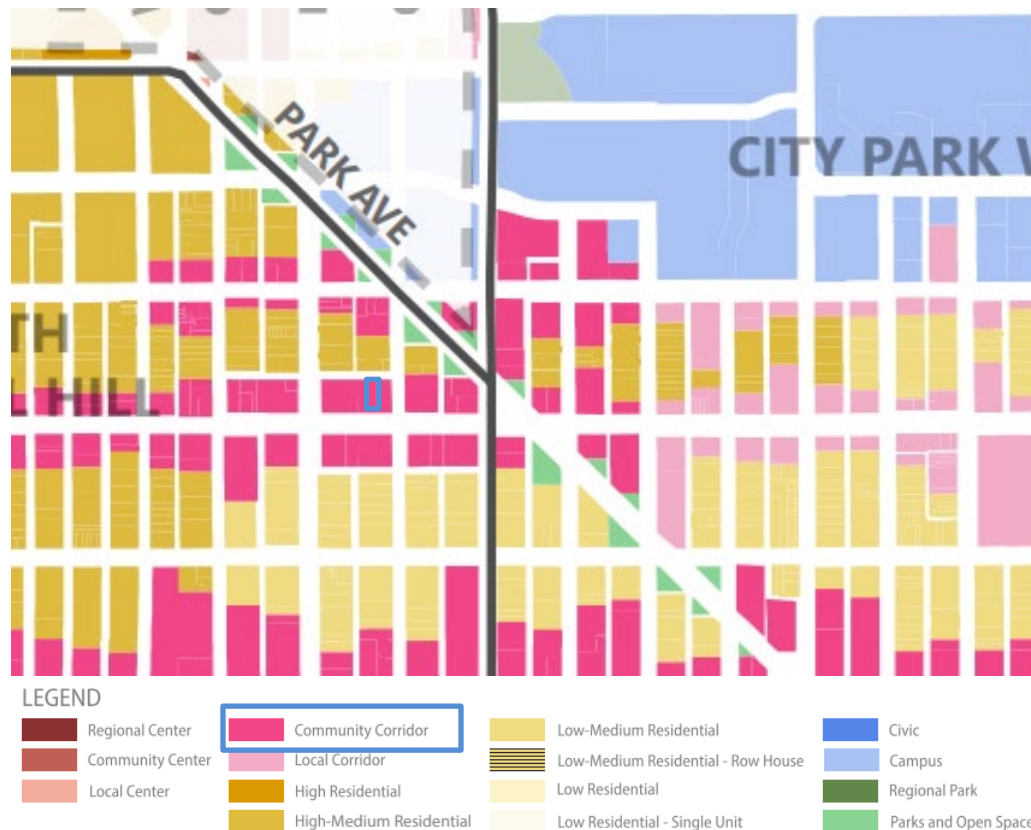 PARK AVE
CITY PARK W
TH
L HILL
LEGEND
Regional Center
Community Center
Local Center
Community Corridor
Local Corridor
High Residential
High-Medium Residential
Low-Medium Residential
Low-Medium Residential - Row House
Low Residential
Low Residential - Single Unit
Civic
Campus
Regional Park
Parks and Open Space